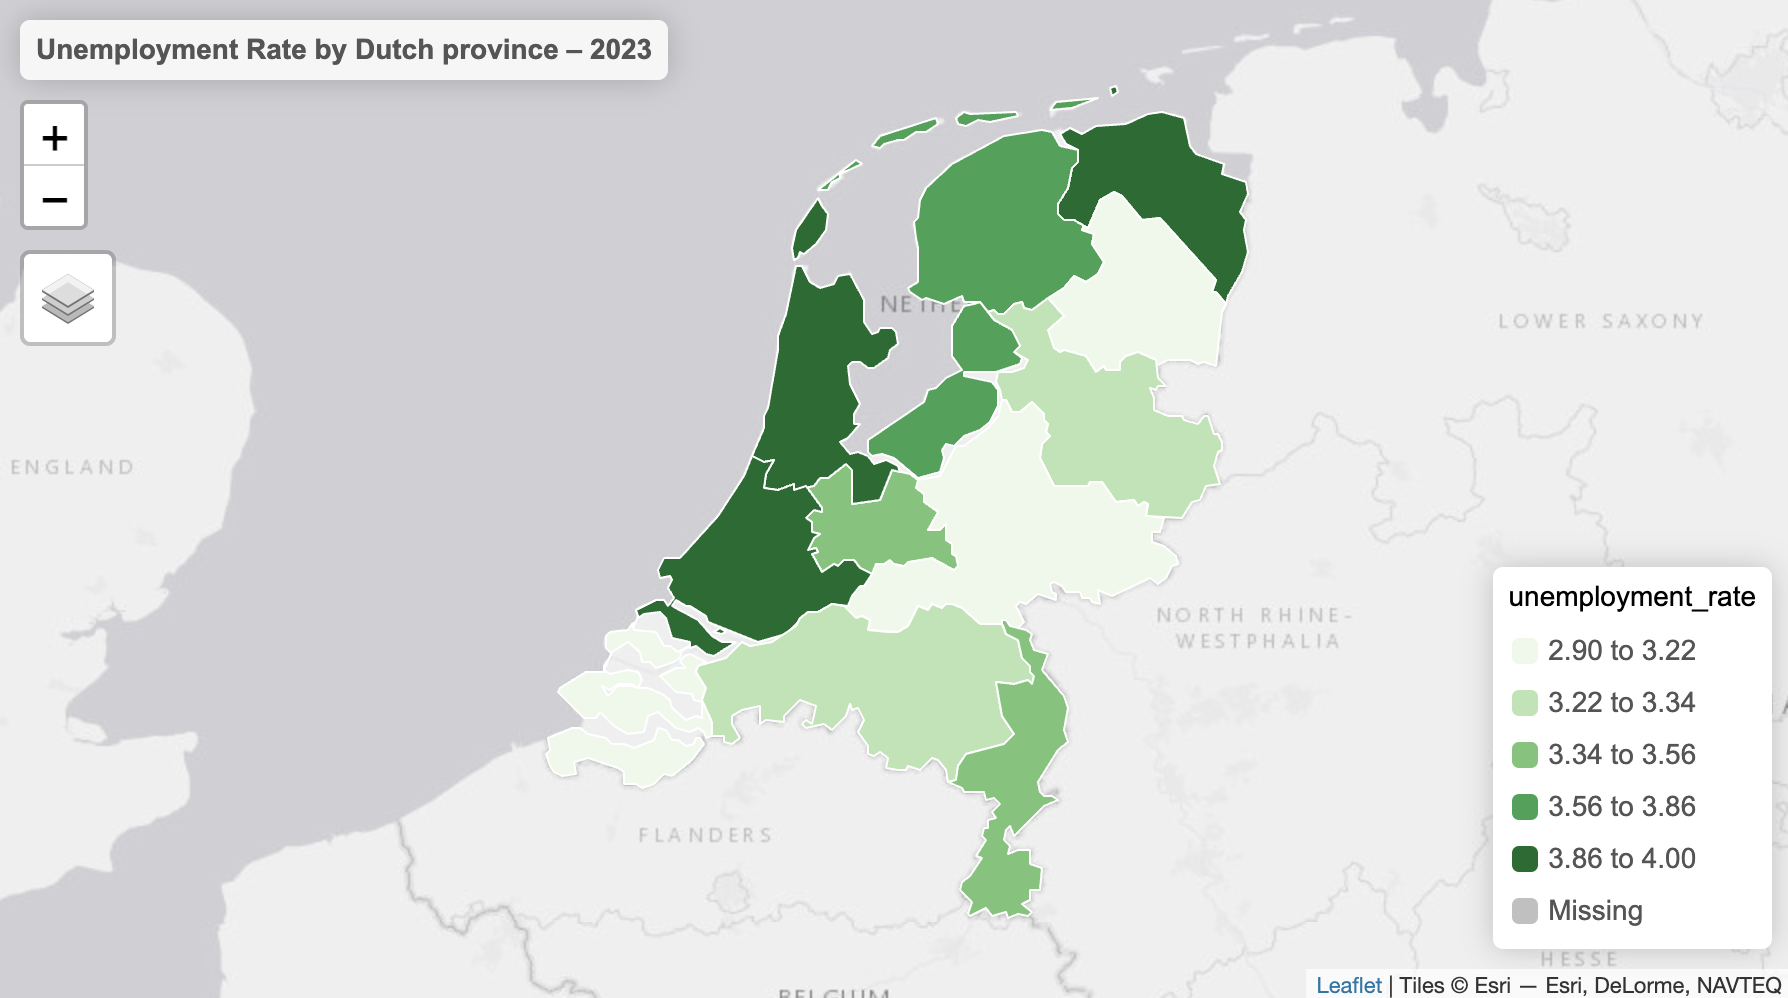 Unemployment Rate by Dutch province – 2023
+
−
NETHE
LOWER SAXONY
ENGLAND
NORTH RHINE-
WESTPHALIA
unemployment_rate
2.90 to 3.22
3.22 to 3.34
3.34 to 3.56
3.56 to 3.86
3.86 to 4.00
Missing
FLANDERS
HESSE
BELGIUM
Leaflet | Tiles © Esri — Esri, DeLorme, NAVTEQ